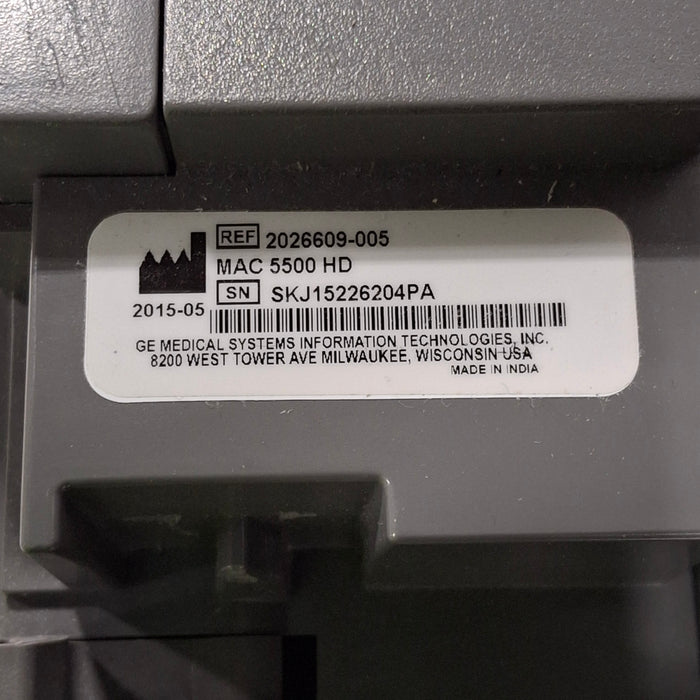 REF 2026609-005
MAC 5500 HD
SN SKJ15226204PA
2015-05
GE MEDICAL SYSTEMS INFORMATION TECHNOLOGIES, INC.
8200 WEST TOWER AVE MILWAUKEE, WISCONSIN USA
MADE IN INDIA